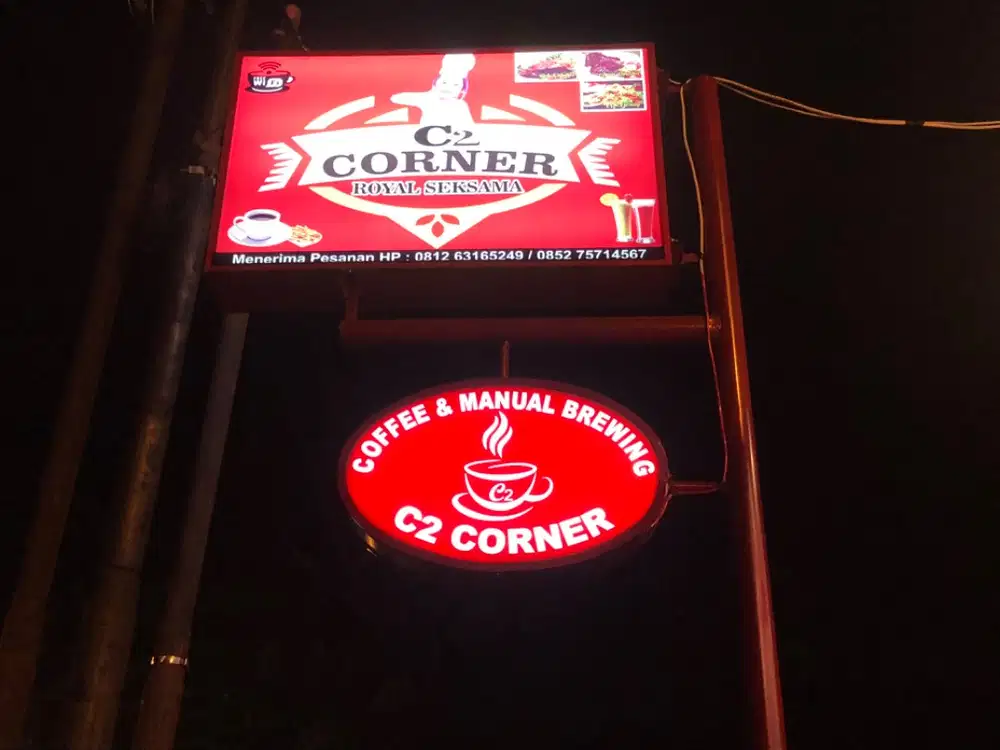 WiFi
C2
CORNER
ROYAL SEKSAMA
Menerima Pesanan HP : 0812 63165249 / 0852 75714567
COFFEE & MANUAL BREWING
C2
C2 CORNER